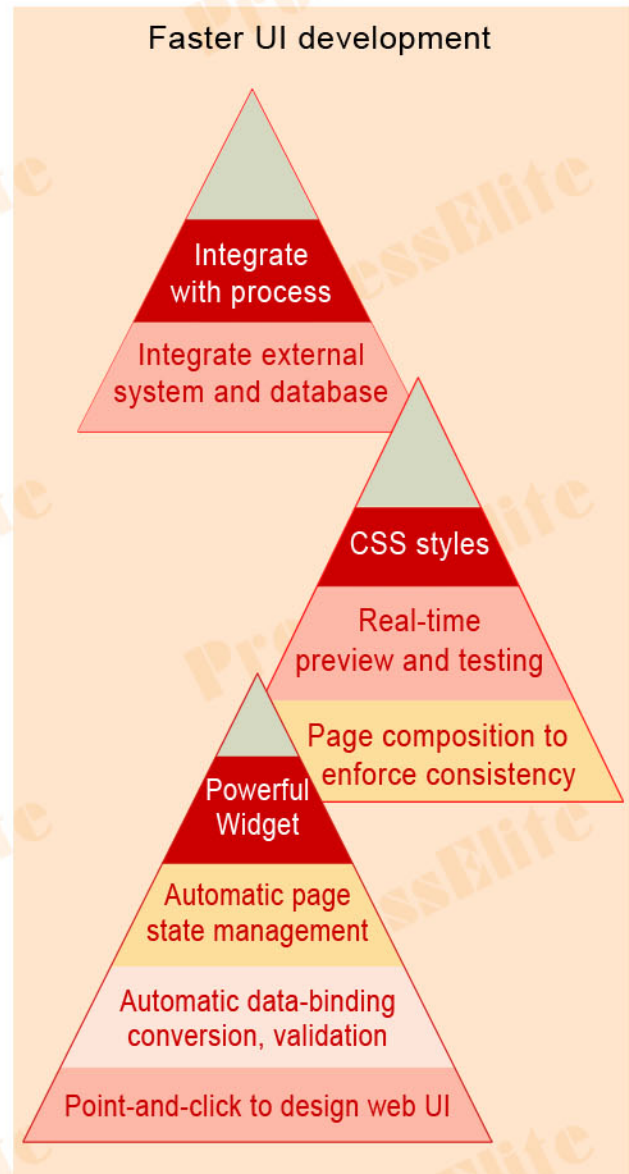 Faster UI development
Integrate
with process
Integrate external
system and database
CSS styles
Real-time
preview and testing
Page composition to
enforce consistency
Powerful
Widget
Automatic page
state management
Automatic data-binding
conversion, validation
Point-and-click to design web UI